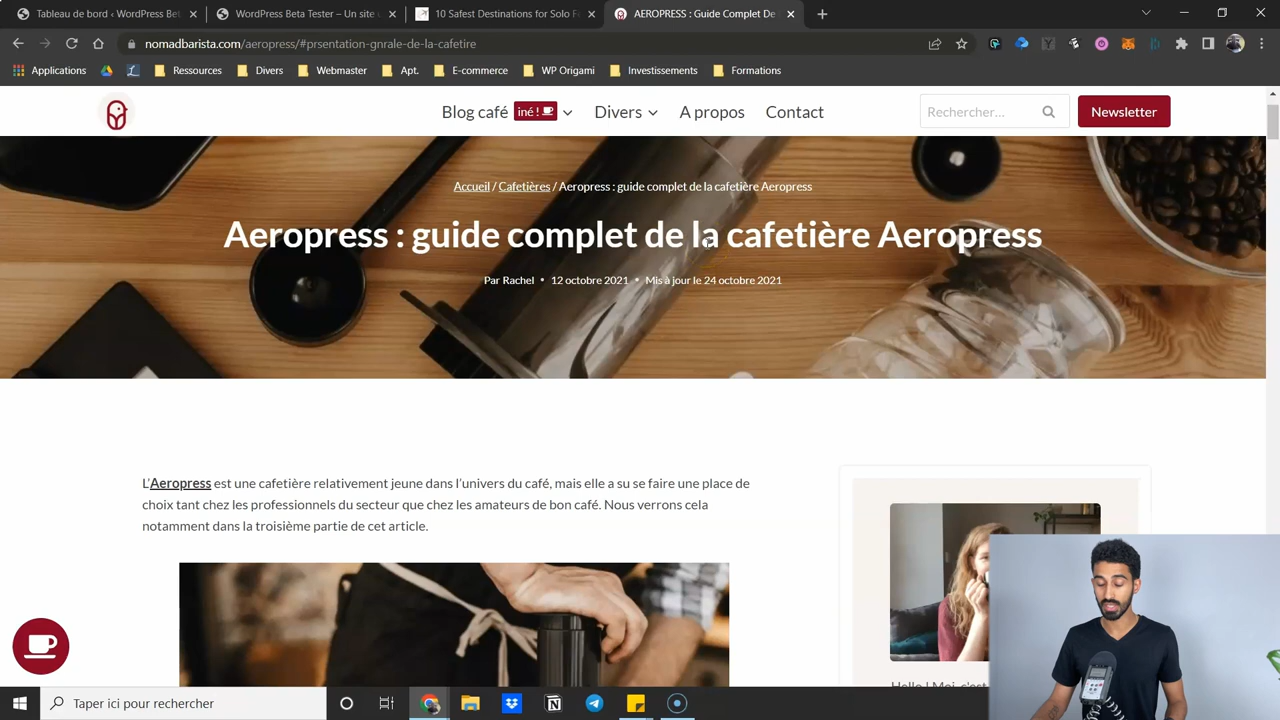 Tableau de bord ‹ WordPress Bet
WordPress Beta Tester – Un site u
10 Safest Destinations for Solo F
AEROPRESS : Guide Complet De
nomadbarista.com/aeropress/#prsentation-gnrale-de-la-cafetire
Applications
Ressources
Divers
Webmaster
Apt.
E-commerce
WP Origami
Investissements
Formations
Blog café
iné !
Divers
A propos
Contact
Rechercher...
Newsletter
Accueil / Cafetières / Aeropress : guide complet de la cafetière Aeropress
Aeropress : guide complet de la cafetière Aeropress
Par Rachel • 12 octobre 2021 • Mis à jour le 24 octobre 2021
L'Aeropress est une cafetière relativement jeune dans l'univers du café, mais elle a su se faire une place de
choix tant chez les professionnels du secteur que chez les amateurs de bon café. Nous verrons cela
notamment dans la troisième partie de cet article.
Hello ! Moi, c'est
Taper ici pour rechercher